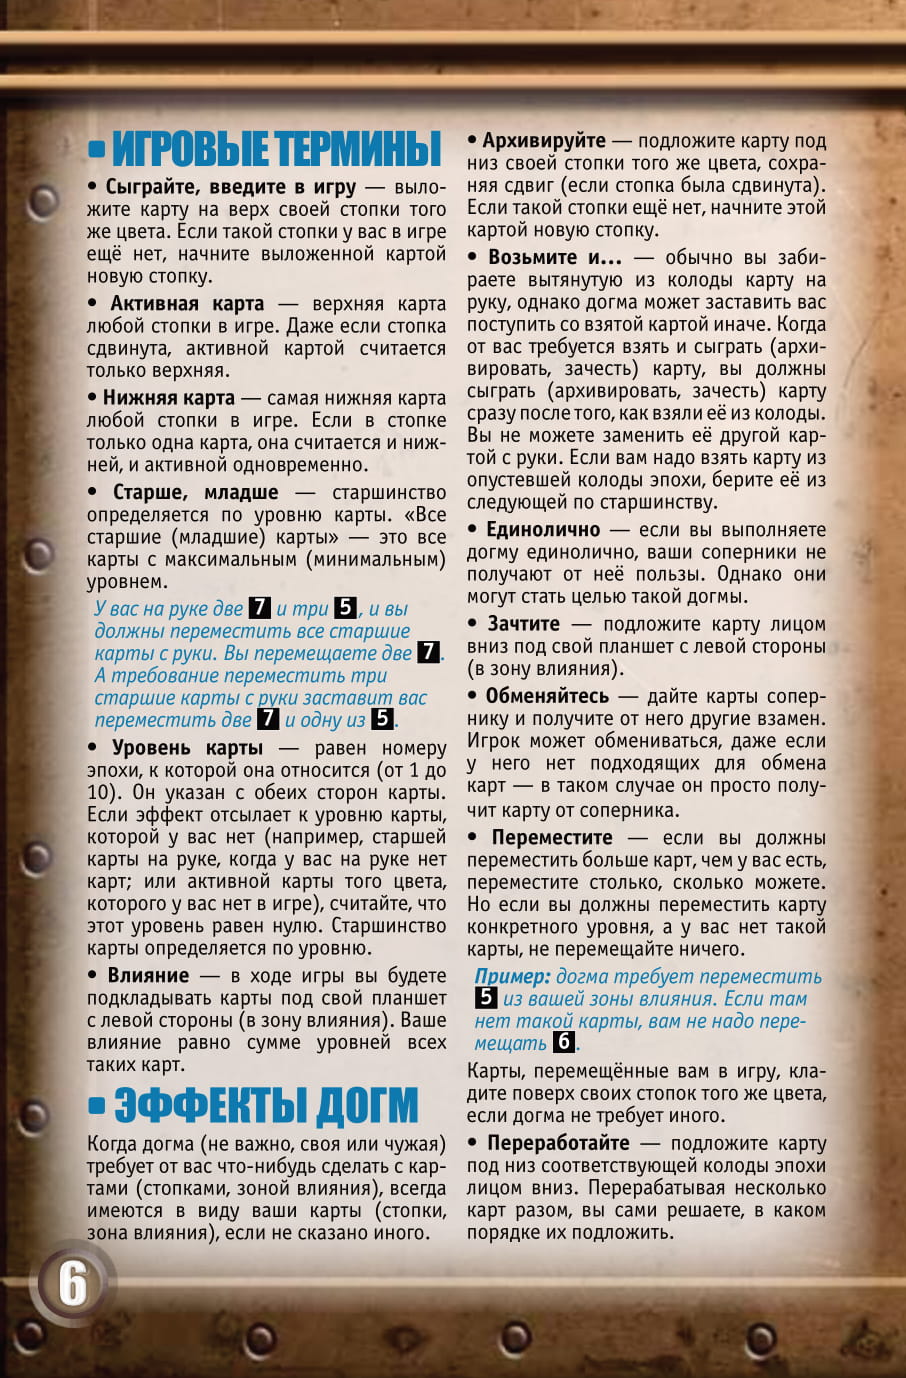 ▪ ИГРОВЫЕ ТЕРМИНЫ
• Сыграйте, введите в игру — выло-
жите карту на верх своей стопки того
же цвета. Если такой стопки у вас в игре
ещё нет, начните выложенной картой
новую стопку.
• Активная карта — верхняя карта
любой стопки в игре. Даже если стопка
сдвинута, активной картой считается
только верхняя.
• Нижняя карта — самая нижняя карта
любой стопки в игре. Если в стопке
только одна карта, она считается и ниж-
ней, и активной одновременно.
• Старше, младше — старшинство
определяется по уровню карты. «Все
старшие (младшие) карты» — это все
карты с максимальным (минимальным)
уровнем.
У вас на руке две 7 и три 5, и вы
должны переместить все старшие
карты с руки. Вы перемещаете две 7.
А требование переместить три
старшие карты с руки заставит вас
переместить две 7 и одну из 5.
• Уровень карты — равен номеру
эпохи, к которой она относится (от 1 до
10). Он указан с обеих сторон карты.
Если эффект отсылает к уровню карты,
которой у вас нет (например, старшей
карты на руке, когда у вас на руке нет
карт; или активной карты того цвета,
которого у вас нет в игре), считайте, что
этот уровень равен нулю. Старшинство
карты определяется по уровню.
• Влияние — в ходе игры вы будете
подкладывать карты под свой планшет
с левой стороны (в зону влияния). Ваше
влияние равно сумме уровней всех
таких карт.
▪ ЭФФЕКТЫ ДОГМ
Когда догма (не важно, своя или чужая)
требует от вас что-нибудь сделать с кар-
тами (стопками, зоной влияния), всегда
имеются в виду ваши карты (стопки,
зона влияния), если не сказано иного.
• Архивируйте — подложите карту под
низ своей стопки того же цвета, сохра-
няя сдвиг (если стопка была сдвинута).
Если такой стопки ещё нет, начните этой
картой новую стопку.
• Возьмите и... — обычно вы заби-
раете вытянутую из колоды карту на
руку, однако догма может заставить вас
поступить со взятой картой иначе. Когда
от вас требуется взять и сыграть (архи-
вировать, зачесть) карту, вы должны
сыграть (архивировать, зачесть) карту
сразу после того, как взяли её из колоды.
Вы не можете заменить её другой кар-
той с руки. Если вам надо взять карту из
опустевшей колоды эпохи, берите её из
следующей по старшинству.
• Единолично — если вы выполняете
догму единолично, ваши соперники не
получают от неё пользы. Однако они
могут стать целью такой догмы.
• Зачтите — подложите карту лицом
вниз под свой планшет с левой стороны
(в зону влияния).
• Обменяйтесь — дайте карты сопер-
нику и получите от него другие взамен.
Игрок может обмениваться, даже если
у него нет подходящих для обмена
карт — в таком случае он просто полу-
чит карту от соперника.
• Переместите — если вы должны
переместить больше карт, чем у вас есть,
переместите столько, сколько можете.
Но если вы должны переместить карту
конкретного уровня, а у вас нет такой
карты, не перемещайте ничего.
Пример: догма требует переместить
5 из вашей зоны влияния. Если там
нет такой карты, вам не надо пере-
мещать 6.
Карты, перемещённые вам в игру, кла-
дите поверх своих стопок того же цвета,
если догма не требует иного.
• Переработайте — подложите карту
под низ соответствующей колоды эпохи
лицом вниз. Перерабатывая несколько
карт разом, вы сами решаете, в каком
порядке их подложить.
6